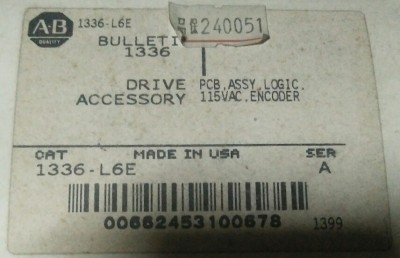 A-B
QUALITY
1336-L6E
240051
BULLETI
1336
DRIVE PCB.ASSY.LOGIC.
ACCESSORY 115VAC.ENCODER
CAT MADE IN USA SER
1336-L6E A
00662453100678 1399